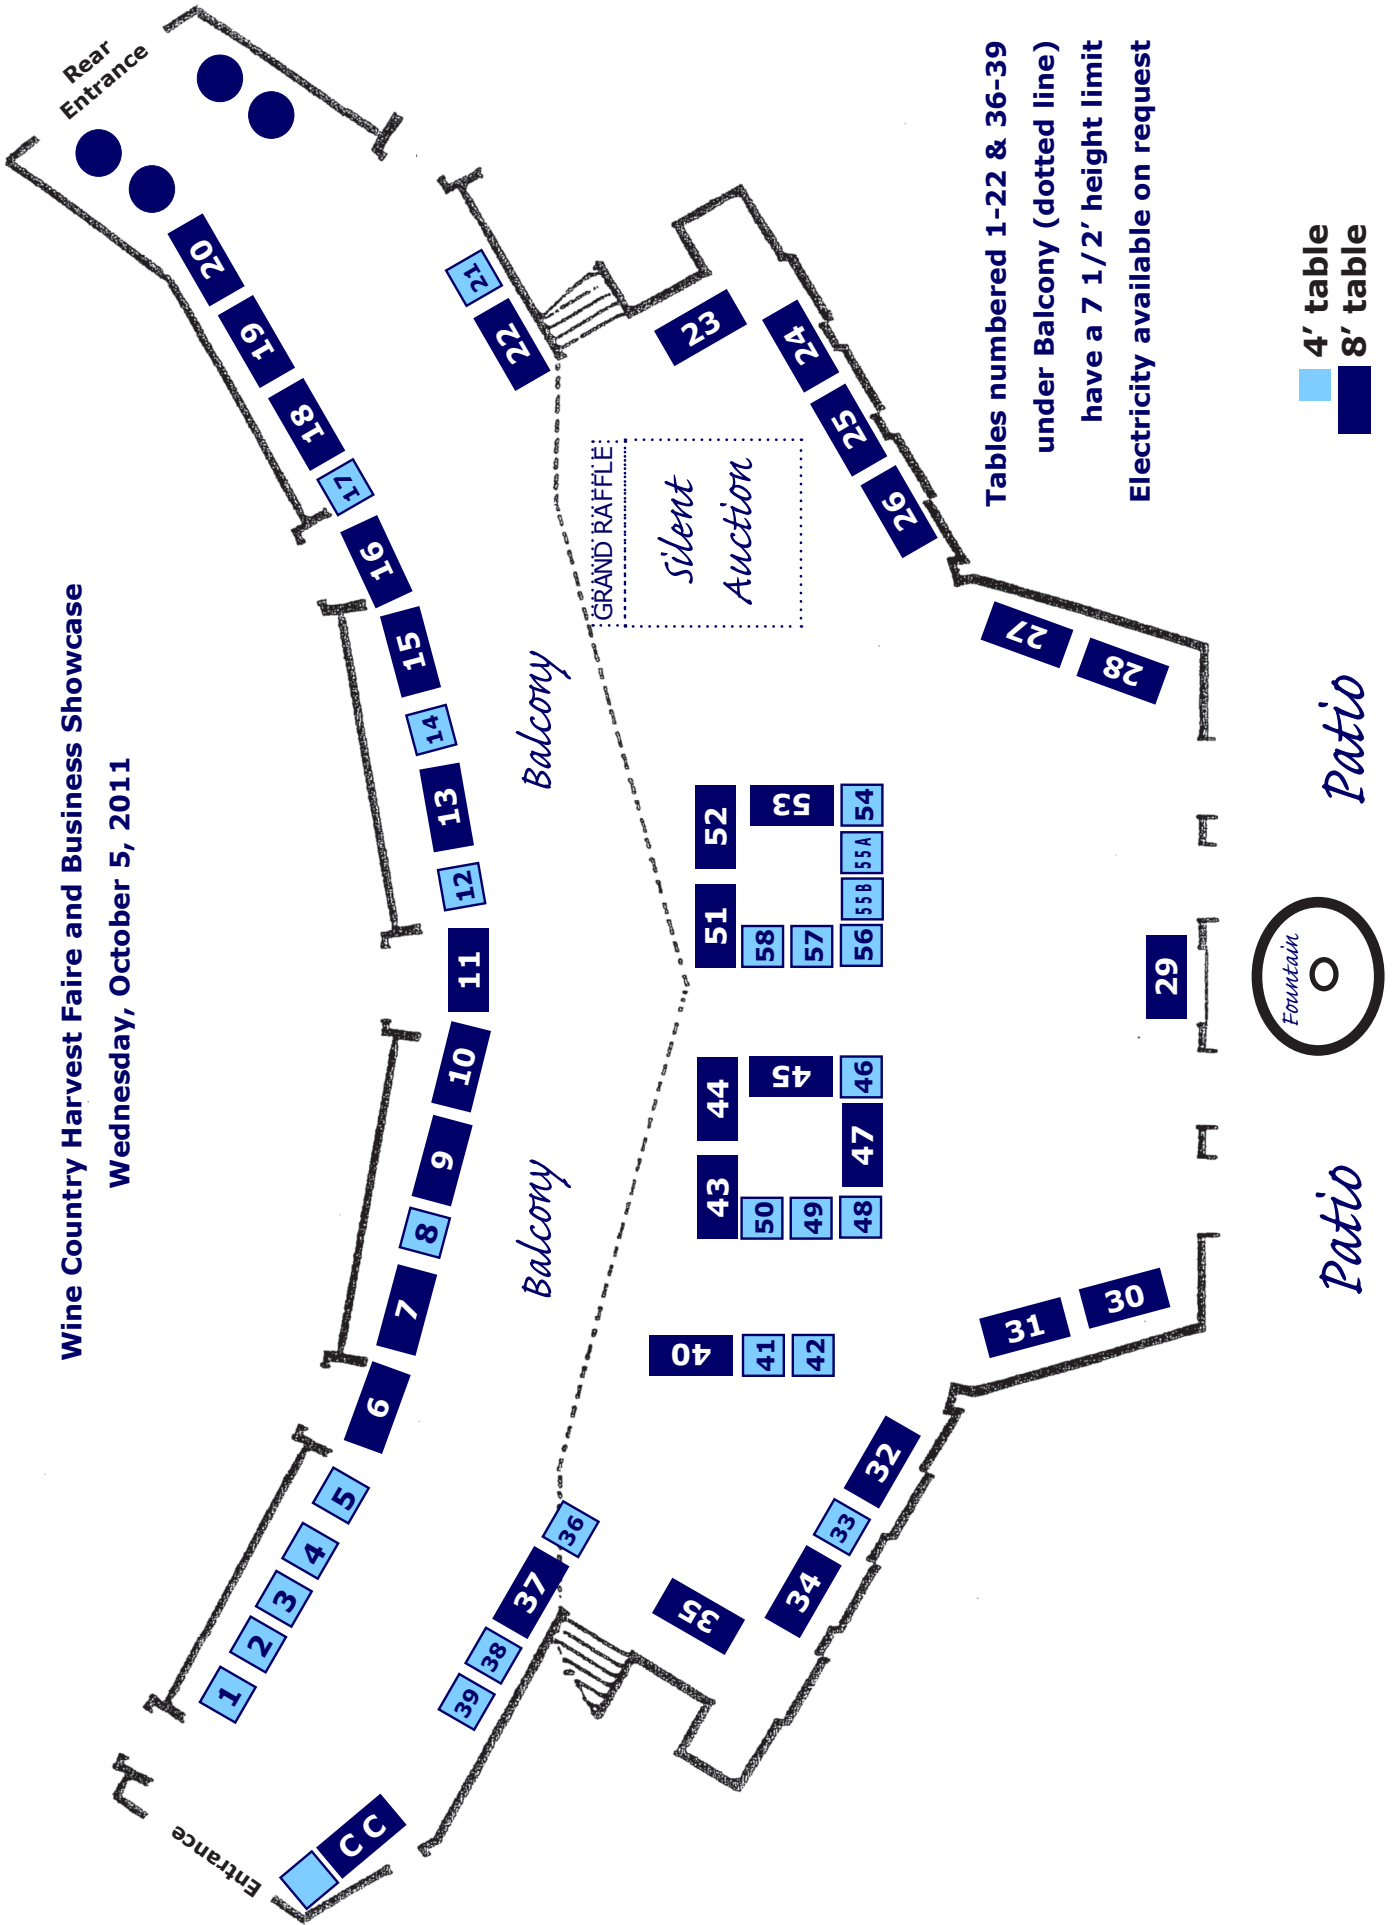 Wine Country Harvest Faire and Business Showcase
Wednesday, October 5, 2011
Rear
Entrance
20
19
18
17
16
15
14
13
12
11
10
9
8
7
6
5
4
3
2
1
Entrance
C C
21
22
23
24
25
26
27
28
29
30
31
32
33
34
35
36
37
38
39
GRAND RAFFLE
Silent
Auction
Balcony
Balcony
52
53
54
55A
55B
51
58
57
56
44
45
46
47
43
50
49
48
40
41
42
Tables numbered 1-22 & 36-39
under Balcony (dotted line)
have a 7 1/2′ height limit
Electricity available on request
4′ table
8′ table
Patio
Fountain
Patio